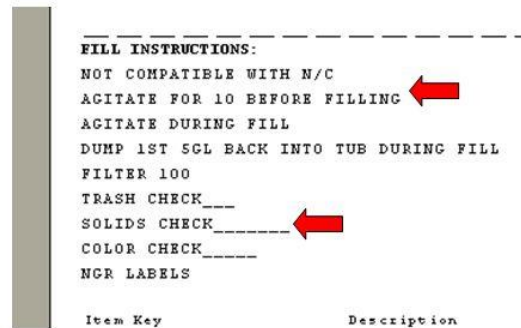 FILL INSTRUCTIONS:
NOT COMPATIBLE WITH N/C
AGITATE FOR 10 BEFORE FILLING
AGITATE DURING FILL
DUMP 1ST 5GL BACK INTO TUB DURING FILL
FILTER 100
TRASH CHECK___
SOLIDS CHECK_______
COLOR CHECK_____
NGR LABELS
Item Key Description